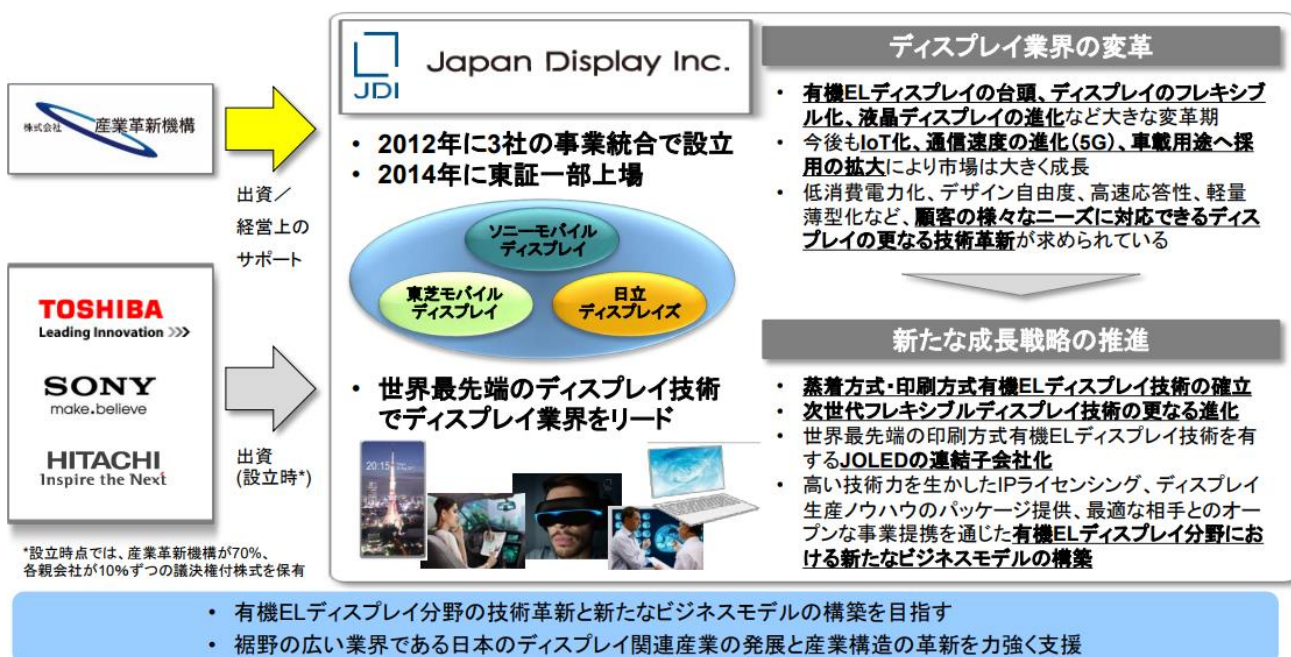 株式会社 産業革新機構
出資／
経営上の
サポート
TOSHIBA
Leading Innovation >>>
SONY
make.believe
HITACHI
Inspire the Next
出資
(設立時*)
*設立時点では、産業革新機構が70%、
各親会社が10%ずつの議決権付株式を保有
JDI
Japan Display Inc.
• 2012年に3社の事業統合で設立
• 2014年に東証一部上場
ソニーモバイル
ディスプレイ
東芝モバイル
ディスプレイ
日立
ディスプレイズ
• 世界最先端のディスプレイ技術
でディスプレイ業界をリード
20:15
ディスプレイ業界の変革
• 有機ELディスプレイの台頭、ディスプレイのフレキシブ
ル化、液晶ディスプレイの進化など大きな変革期
• 今後もIoT化、通信速度の進化(5G)、車載用途へ採
用の拡大により市場は大きく成長
• 低消費電力化、デザイン自由度、高速応答性、軽量
薄型化など、顧客の様々なニーズに対応できるディス
プレイの更なる技術革新が求められている
新たな成長戦略の推進
• 蒸着方式・印刷方式有機ELディスプレイ技術の確立
• 次世代フレキシブルディスプレイ技術の更なる進化
• 世界最先端の印刷方式有機ELディスプレイ技術を有
するJOLEDの連結子会社化
• 高い技術力を生かしたIPライセンシング、ディスプレイ
生産ノウハウのパッケージ提供、最適な相手とのオー
プンな事業提携を通じた有機ELディスプレイ分野にお
ける新たなビジネスモデルの構築
• 有機ELディスプレイ分野の技術革新と新たなビジネスモデルの構築を目指す
• 裾野の広い業界である日本のディスプレイ関連産業の発展と産業構造の革新を力強く支援